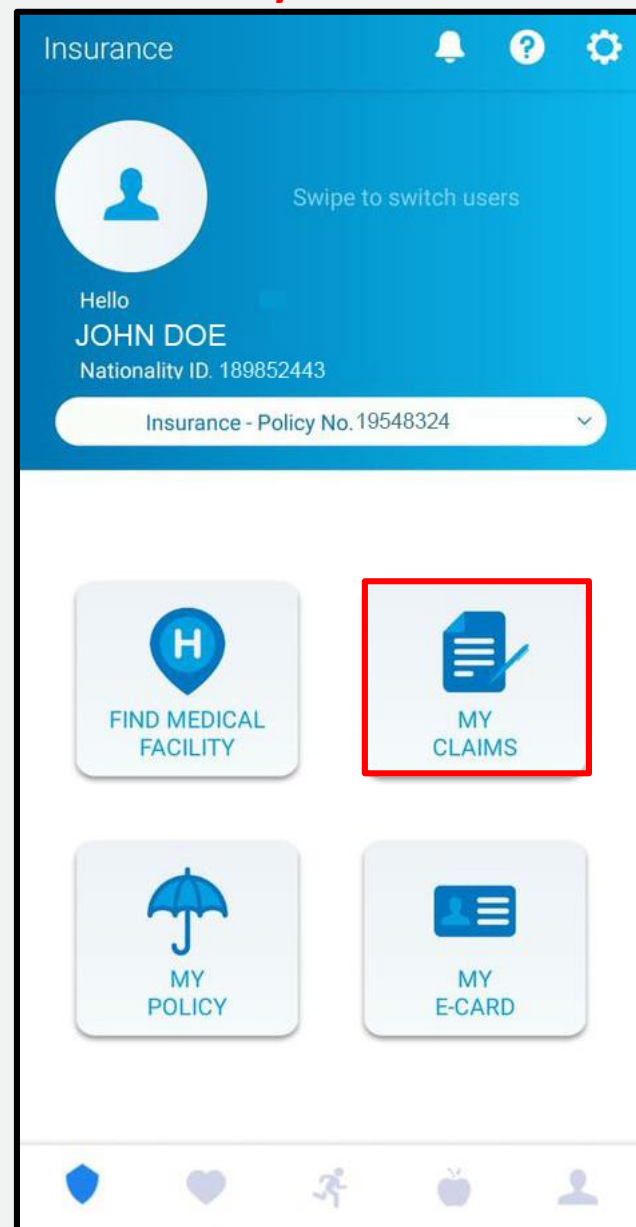 Insurance
?
Swipe to switch users
Hello
JOHN DOE
Nationality ID. 189852443
Insurance - Policy No. 19548324
H
FIND MEDICAL
FACILITY
MY
CLAIMS
MY
POLICY
MY
E-CARD